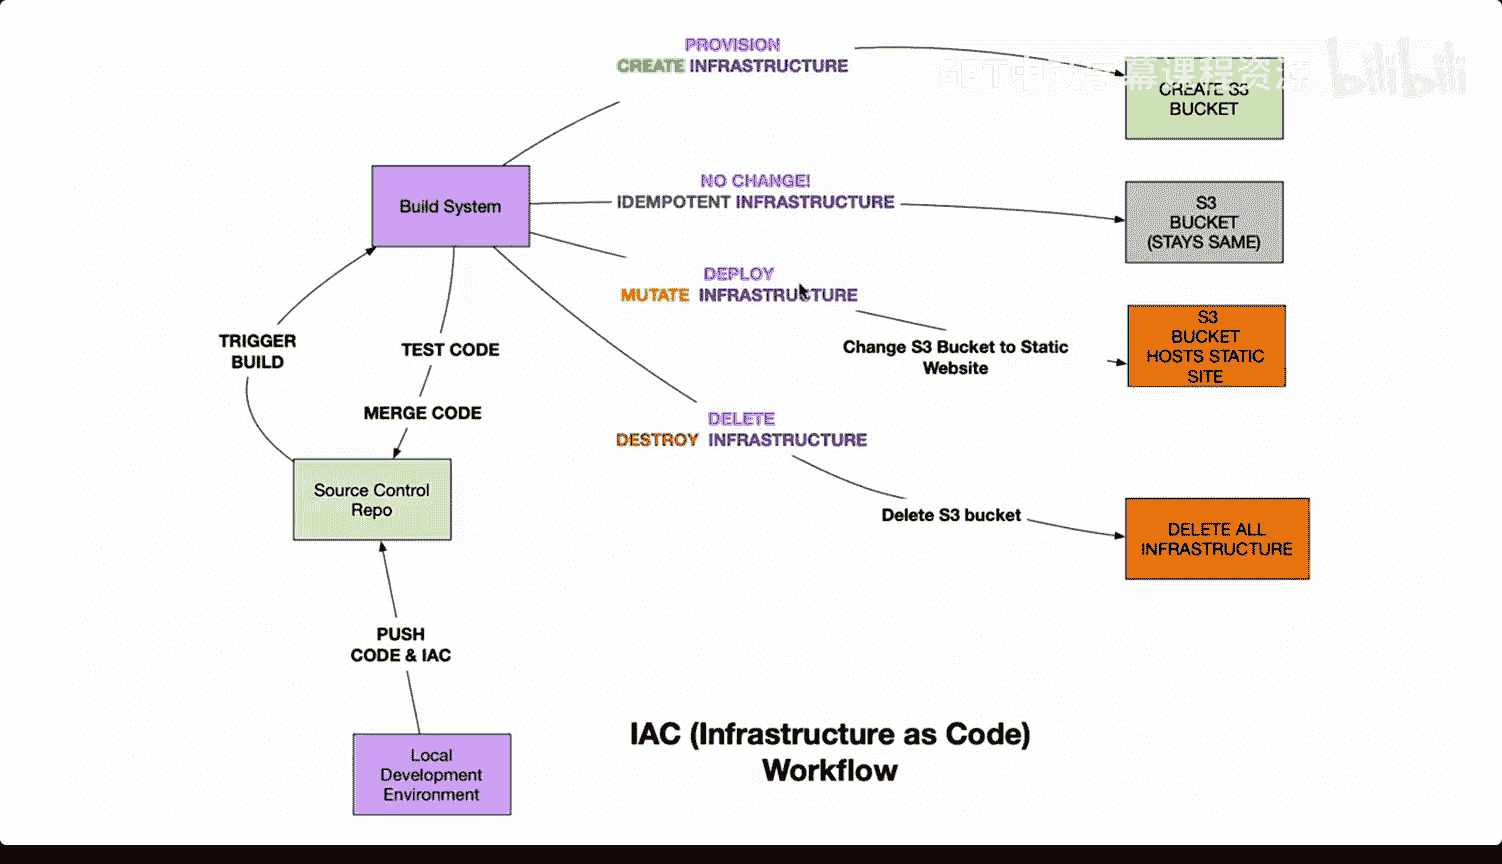 PROVISION
CREATE INFRASTRUCTURE
bilibili
CREATE S3
BUCKET
NO CHANGE!
IDEMPOTENT INFRASTRUCTURE
S3
BUCKET
(STAYS SAME)
Build System
DEPLOY
MUTATE INFRASTRUCTURE
Change S3 Bucket to Static
Website
S3
BUCKET
HOSTS STATIC
SITE
TRIGGER
BUILD
TEST CODE
MERGE CODE
DELETE
DESTROY INFRASTRUCTURE
Delete S3 bucket
DELETE ALL
INFRASTRUCTURE
Source Control
Repo
PUSH
CODE & IAC
Local
Development
Environment
IAC (Infrastructure as Code)
Workflow